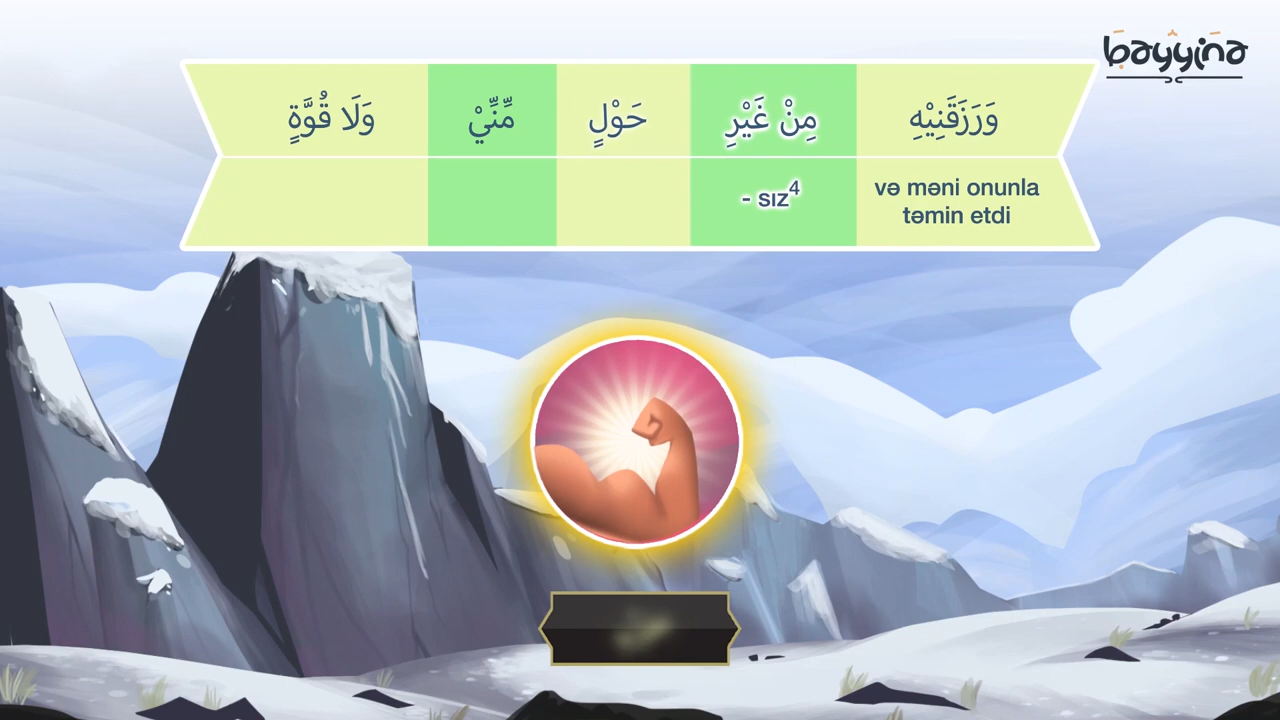 bayyina
وَرَزَقَنِيْهِ مِنْ غَيْرِ حَوْلٍ مِّنِّيْ وَلَا قُوَّةٍ
və məni onunla
təmin etdi
- sız⁴